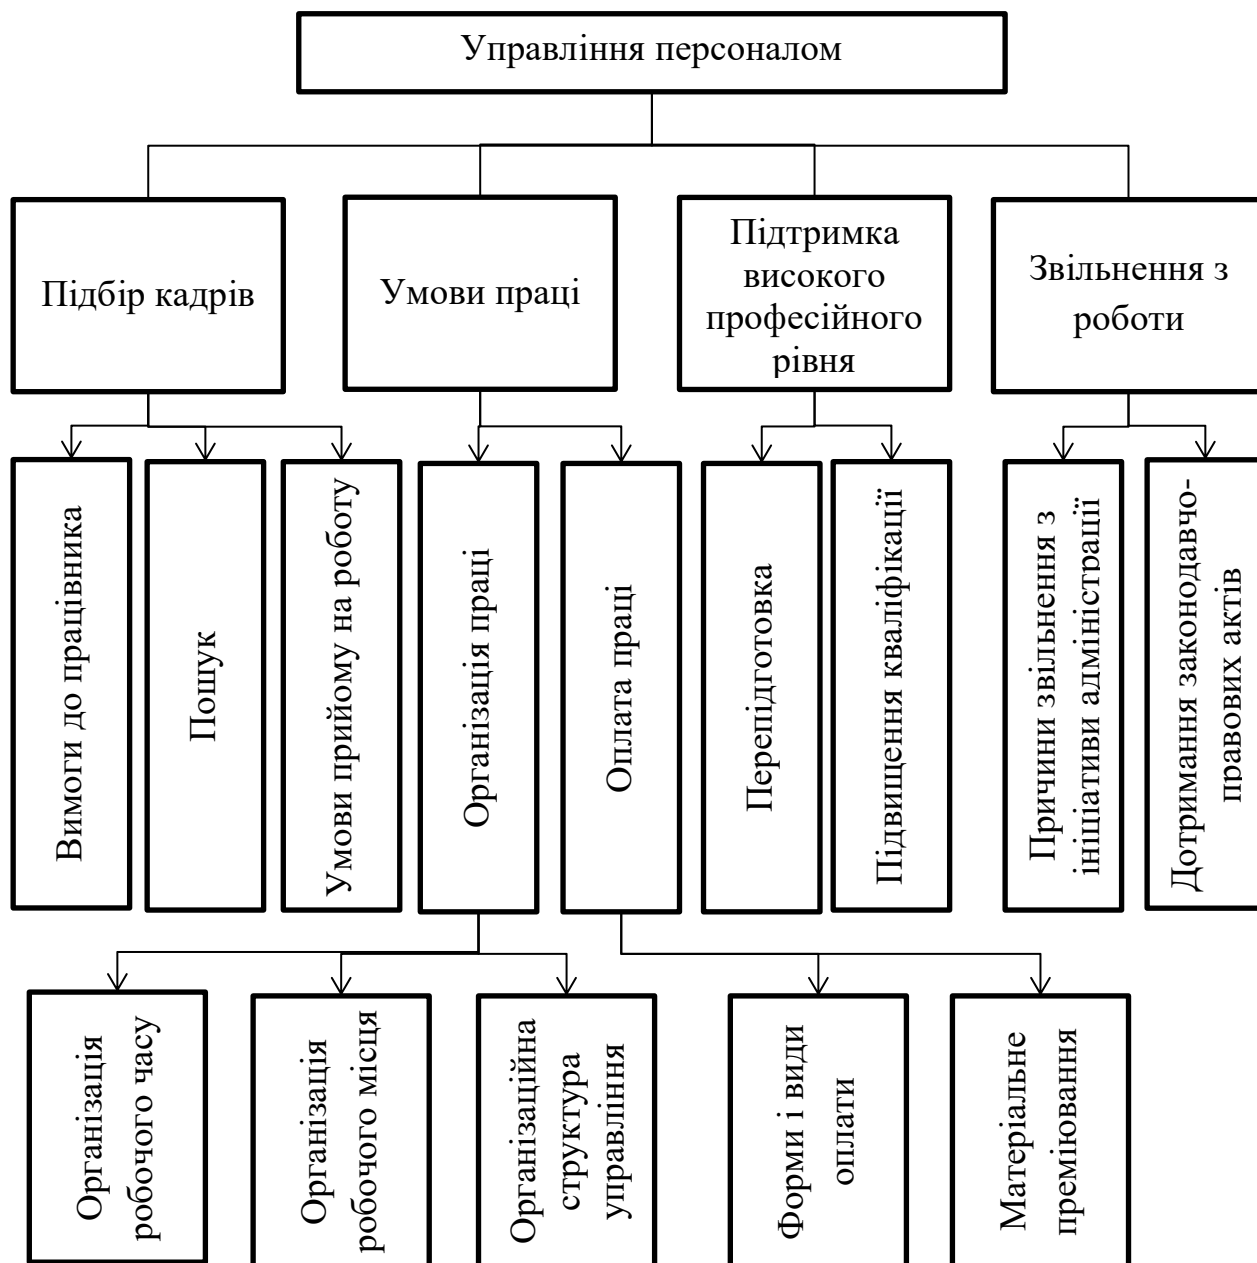 Управління персоналом
Підбір кадрів
Умови праці
Підтримка
високого
професійного
рівня
Звільнення з
роботи
Вимоги до працівника
Пошук
Умови прийому на роботу
Організація праці
Оплата праці
Перепідготовка
Підвищення кваліфікації
Причини звільнення з
ініціативи адміністрації
Дотримання законодавчо-
правових актів
Організація
робочого часу
Організація
робочого місця
Організаційна
структура
управління
Форми і види
оплати
Матеріальне
преміювання